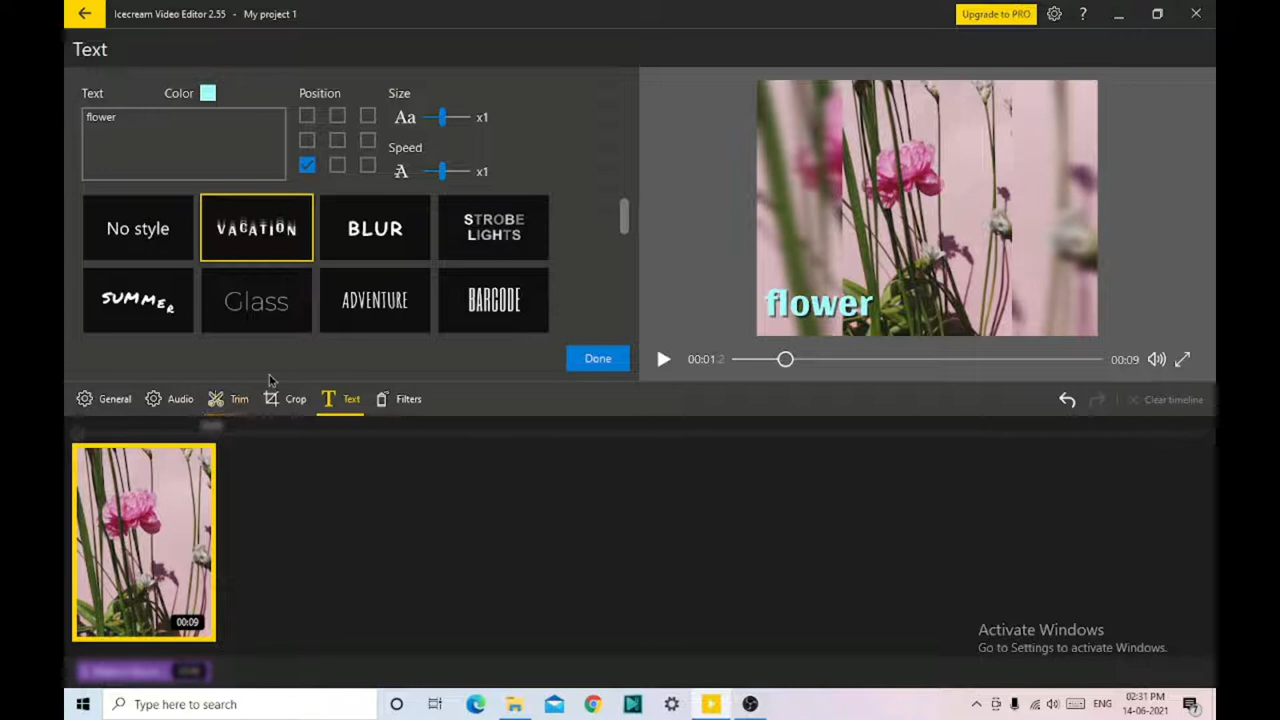 Icecream Video Editor 2.55 - My project 1
Upgrade to PRO
?
Text
Text
Color
Position
Size
flower
Aa
x1
Speed
A
x1
No style
VACATION
BLUR
STROBE
LIGHTS
SUMMER
Glass
ADVENTURE
BARCODE
flower
Done
00:01.2
00:09
General
Audio
Trim
Crop
T Text
Filters
Clear timeline
00:09
Activate Windows
Go to Settings to activate Windows.
Type here to search
ENG
02:31 PM
14-06-2021